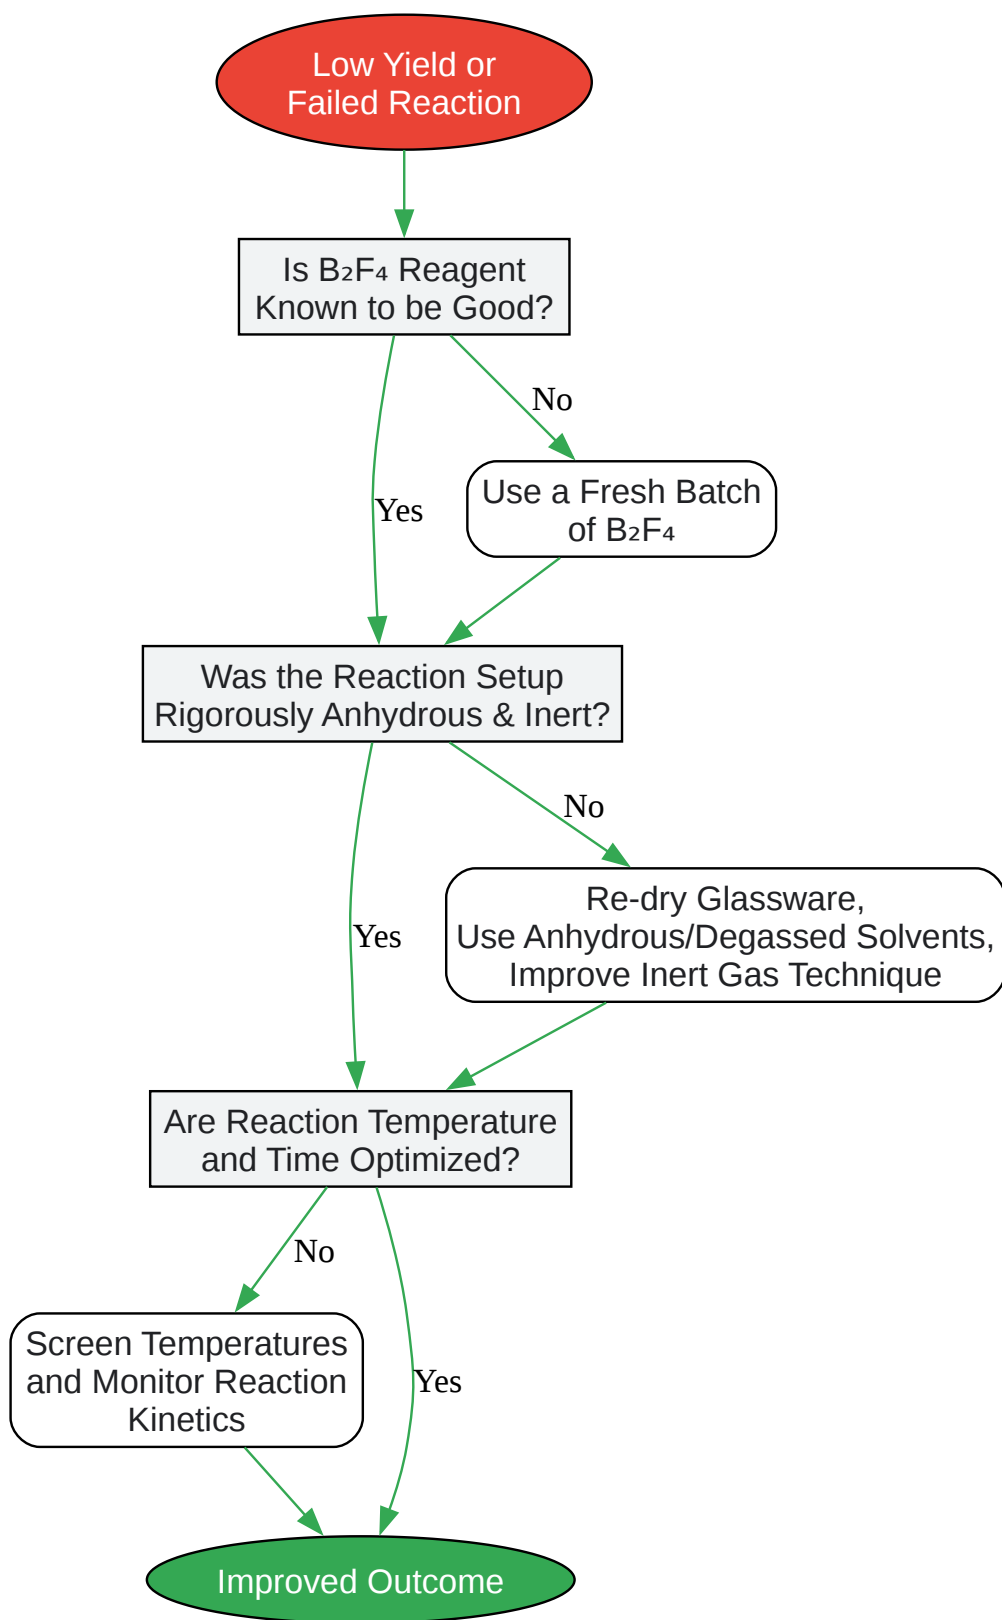 Low Yield or
Failed Reaction
Is B₂F₄ Reagent
Known to be Good?
No
Use a Fresh Batch
of B₂F₄
Yes
Was the Reaction Setup
Rigorously Anhydrous & Inert?
No
Re-dry Glassware,
Use Anhydrous/Degassed Solvents,
Improve Inert Gas Technique
Yes
Are Reaction Temperature
and Time Optimized?
No
Screen Temperatures
and Monitor Reaction
Kinetics
Yes
Improved Outcome